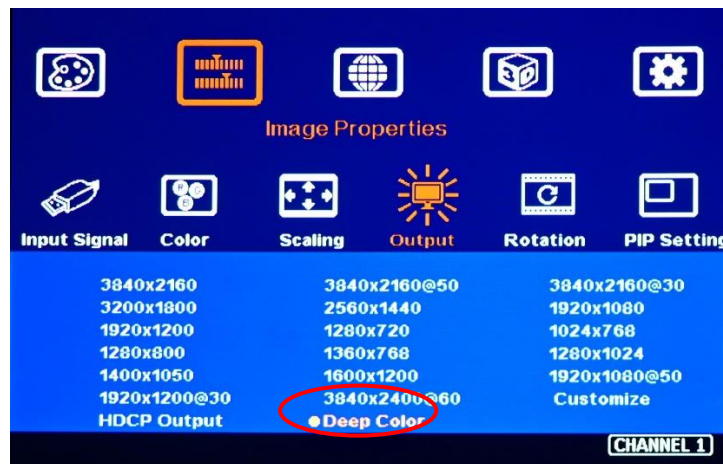 3D
Image Properties
R G
B
Input Signal Color Scaling Output Rotation PIP Setting
3840x2160 3840x2160@50 3840x2160@30
3200x1800 2560x1440 1920x1080
1920x1200 1280x720 1024x768
1280x800 1360x768 1280x1024
1400x1050 1600x1200 1920x1080@50
1920x1200@30 3840x2400@60 Customize
HDCP Output Deep Color
CHANNEL 1